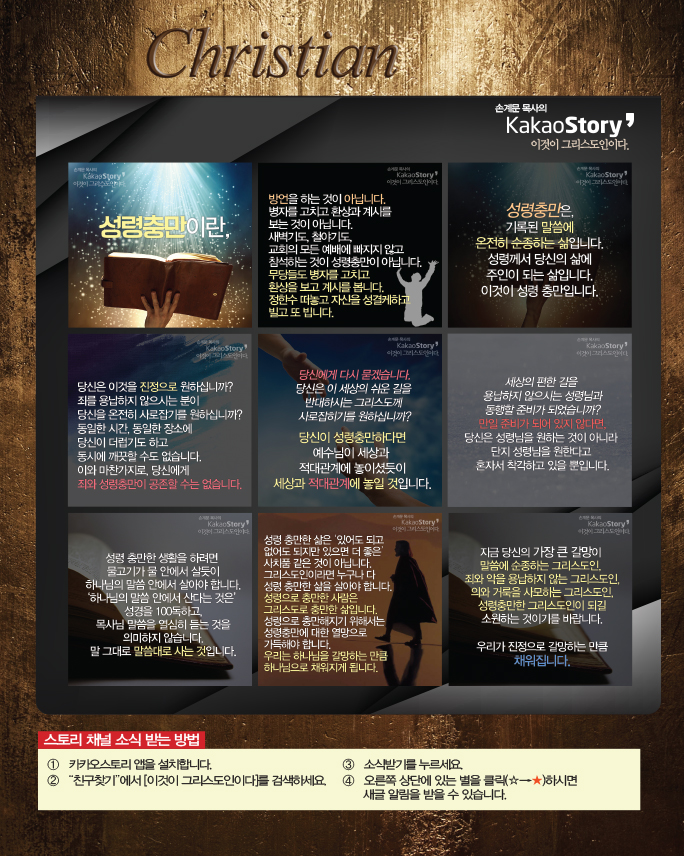 Christian
손계문 목사의
KakaoStory
이것이 그리스도인이다.
손계문 목사의
KakaoStory
이것이 그리스도인이다.
성령충만이란,
손계문 목사의
KakaoStory
이것이 그리스도인이다.
방언을 하는 것이 아닙니다.
병자를 고치고 환상과 계시를
보는 것이 아닙니다.
새벽기도, 철야기도,
교회의 모든 예배에 빠지지 않고
참석하는 것이 성령충만이 아닙니다.
무당들도 병자를 고치고
환상을 보고 계시를 봅니다.
정한수 떠놓고 자신을 성결케하고
빌고 또 빕니다.
손계문 목사의
KakaoStory
이것이 그리스도인이다.
성령충만은,
기록된 말씀에
온전히 순종하는 삶입니다.
성령께서 당신의 삶에
주인이 되는 삶입니다.
이것이 성령 충만입니다.
손계문 목사의
KakaoStory
이것이 그리스도인이다.
당신은 이것을 진정으로 원하십니까?
죄를 용납하지 않으시는 분이
당신을 온전히 사로잡기를 원하십니까?
동일한 시간, 동일한 장소에
당신이 더럽기도 하고
동시에 깨끗할 수도 없습니다.
이와 마찬가지로, 당신에게
죄와 성령충만이 공존할 수는 없습니다.
손계문 목사의
KakaoStory
이것이 그리스도인이다.
당신에게 다시 묻겠습니다.
당신은 이 세상의 쉬운 길을
반대하시는 그리스도께
사로잡히기를 원하십니까?
당신이 성령충만하다면
예수님이 세상과
적대관계에 놓이셨듯이
세상과 적대관계에 놓일 것입니다.
손계문 목사의
KakaoStory
이것이 그리스도인이다.
세상의 편한 길을
용납하지 않으시는 성령님과
동행할 준비가 되었습니까?
만일 준비가 되어 있지 않다면,
당신은 성령님을 원하는 것이 아니라
단지 성령님을 원한다고
혼자서 착각하고 있을 뿐입니다.
손계문 목사의
KakaoStory
이것이 그리스도인이다.
성령 충만한 생활을 하려면
물고기가 물 안에서 살듯이
하나님의 말씀 안에서 살아야 합니다.
'하나님의 말씀 안에서 산다는 것은'
성경을 100독하고,
목사님 말씀을 열심히 듣는 것을
의미하지 않습니다.
말 그대로 말씀대로 사는 것입니다.
손계문 목사의
KakaoStory
이것이 그리스도인이다.
성령 충만한 삶은 '있어도 되고
없어도 되지만 있으면 더 좋은'
사치품 같은 것이 아닙니다.
그리스도인이라면 누구나 다
성령 충만한 삶을 살아야 합니다.
성령으로 충만한 사람은
그리스도로 충만한 삶입니다.
성령으로 충만해지기 위해서는
성령충만에 대한 열망으로
가득해야 합니다.
우리는 하나님을 갈망하는 만큼
하나님으로 채워지게 됩니다.
손계문 목사의
KakaoStory
이것이 그리스도인이다.
지금 당신의 가장 큰 갈망이
말씀에 순종하는 그리스도인,
죄와 악을 용납하지 않는 그리스도인,
의와 거룩을 사모하는 그리스도인,
성령충만한 그리스도인이 되길
소원하는 것이기를 바랍니다.
우리가 진정으로 갈망하는 만큼
채워집니다.
스토리 채널 소식 받는 방법
① 카카오스토리 앱을 설치합니다.
② "친구찾기"에서 [이것이 그리스도인이다]를 검색하세요.
③ 소식받기를 누르세요.
④ 오른쪽 상단에 있는 별을 클릭(☆→★)하시면
새글 알림을 받을 수 있습니다.